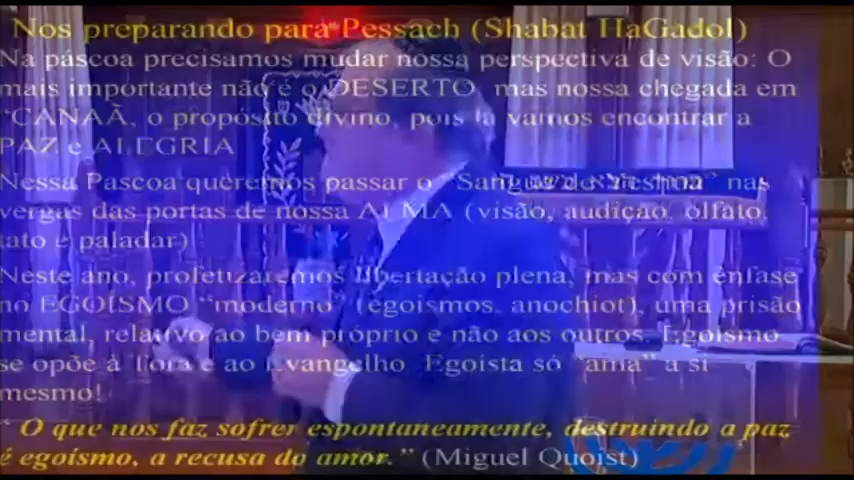 Nos preparando para Pessach (Shabat HaGadol)
Na páscoa precisamos mudar nossa perspectiva de visão: O
mais importante não é o DESERTO, mas nossa chegada em
"CANAÃ, o propósito divino, pois la vamos encontrar a
PAZ e ALEGRIA
Nessa Pascoa queremos passar o "Sangue de Yeshua" nas
vergas das portas de nossa ALMA (visão, audição, olfato,
tato e paladar)
Neste ano, profetizaremos libertação plena, mas com ênfase
no EGOÍSMO "moderno" (egoismos, anochiot), uma prisão
mental, relativo ao bem próprio e não aos outros. Egoismo
se opõe à Torá e ao Evangelho. Egoista só "ama" a si
mesmo!
" O que nos faz sofrer espontaneamente, destruindo a paz
é egoísmo, a recusa do amor." (Miguel Quoist)